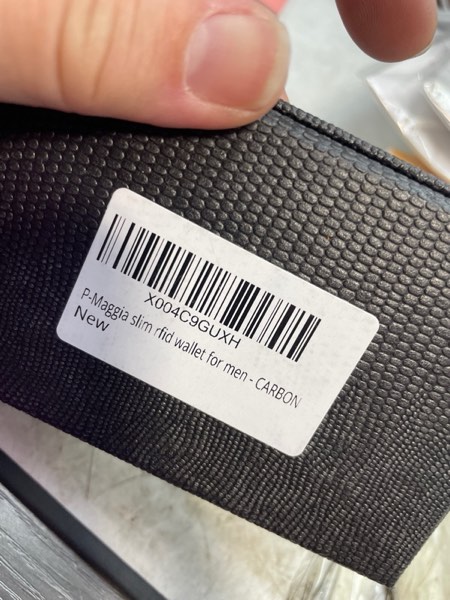 X004C9GUXH
P-Maggia slim rfid wallet for men - CARBON
New